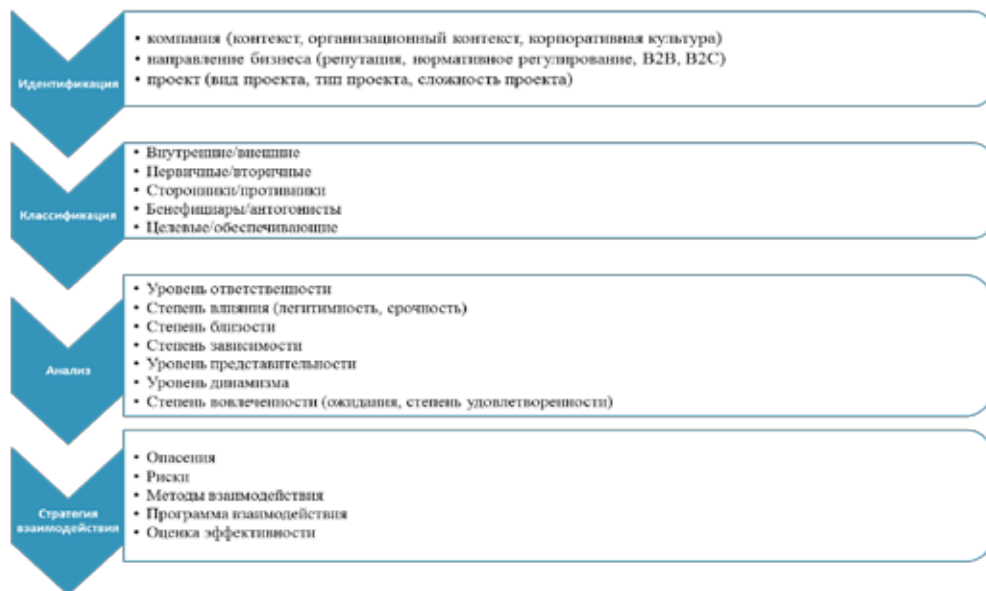 Идентификация
• компания (контекст, организационный контекст, корпоративная культура)
• направление бизнеса (репутация, нормативное регулирование, B2B, B2C)
• проект (вид проекта, тип проекта, сложность проекта)
Классификация
• Внутренние/внешние
• Первичные/вторичные
• Сторонники/противники
• Бенефициары/антогонисты
• Целевые/обеспечивающие
Анализ
• Уровень ответственности
• Степень влияния (легитимность, срочность)
• Степень близости
• Степень зависимости
• Уровень представительности
• Уровень динамизма
• Степень вовлеченности (ожидания, степень удовлетворенности)
Стратегия
взаимодействия
• Опасения
• Риски
• Методы взаимодействия
• Программа взаимодействия
• Оценка эффективности